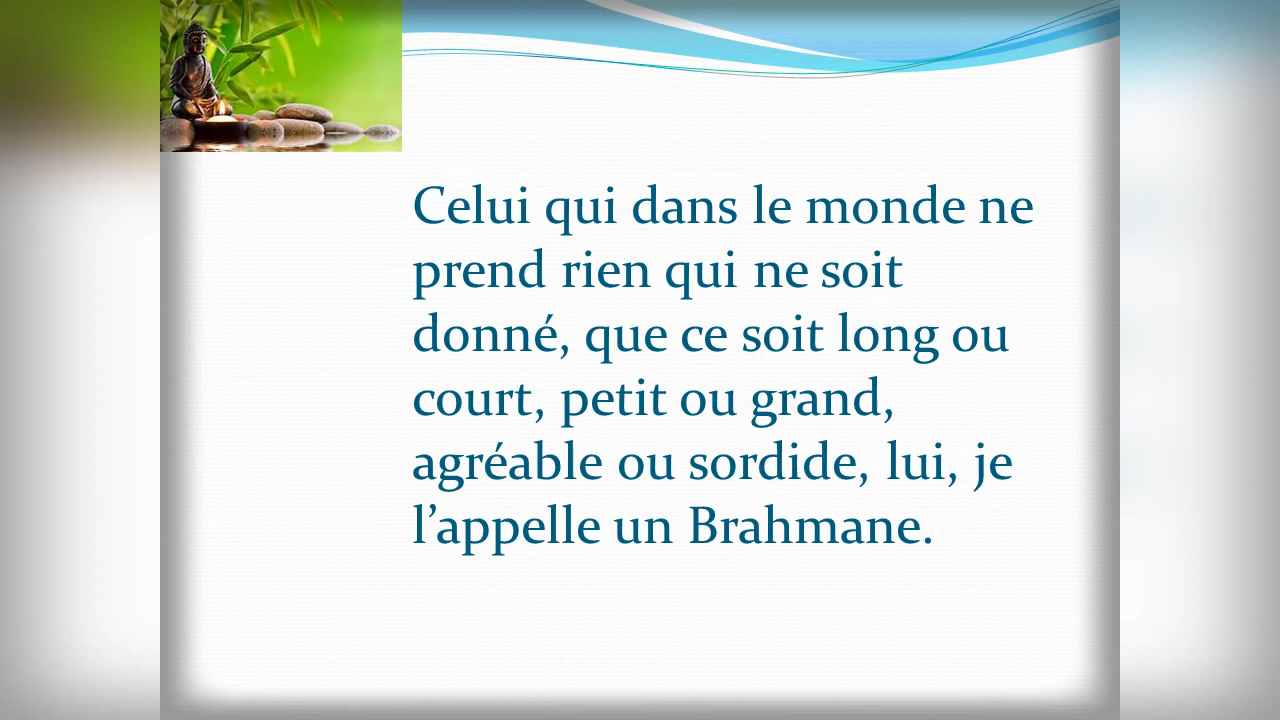 Celui qui dans le monde ne
prend rien qui ne soit
donné, que ce soit long ou
court, petit ou grand,
agréable ou sordide, lui, je
l’appelle un Brahmane.